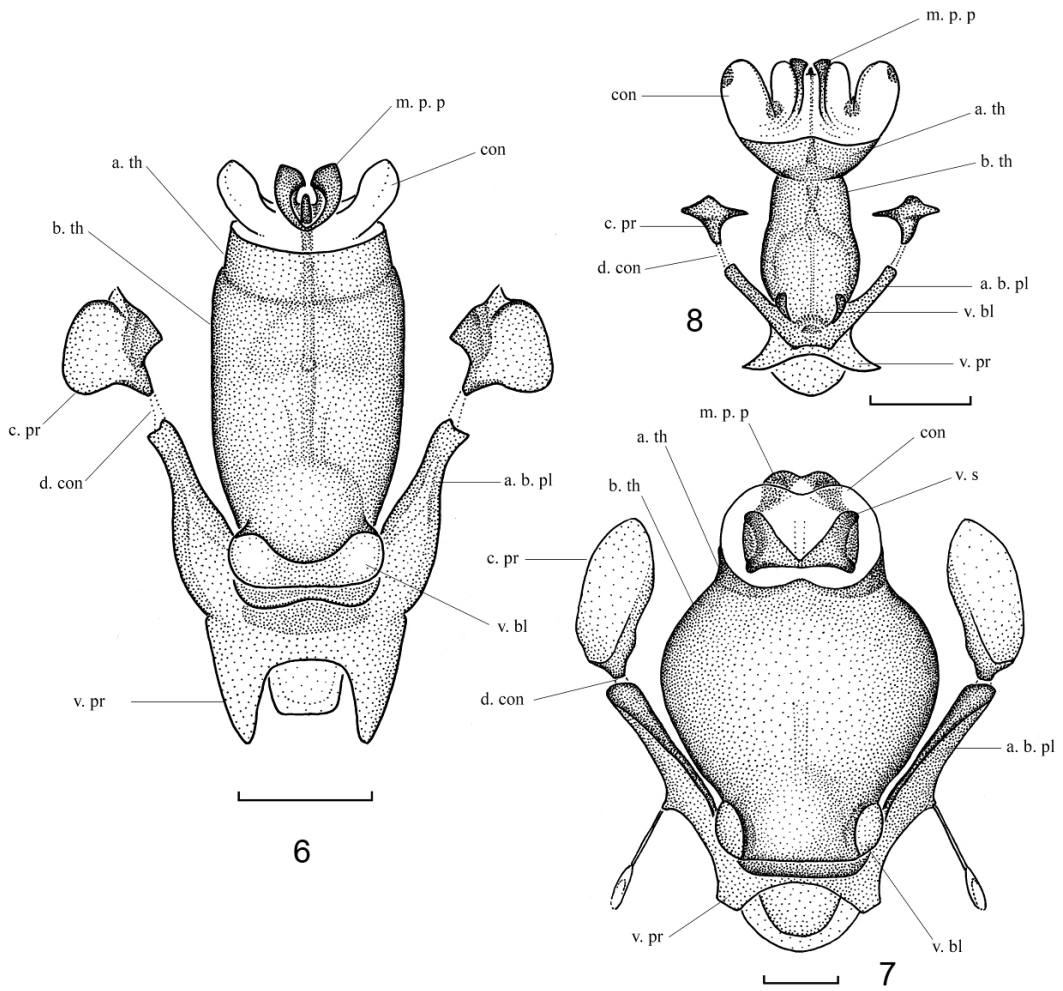 m. p. p
con
a. th
b. th
c. pr
d. con
a. b. pl
v. bl
v. pr
6
m. p. p
con
a. th
b. th
c. pr
d. con
a. b. pl
v. bl
v. pr
8
m. p. p
con
a. th
v. s
b. th
c. pr
d. con
a. b. pl
v. pr
v. bl
7